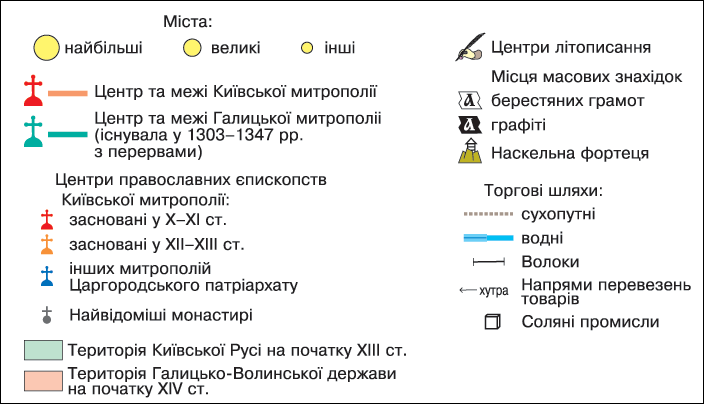 Міста:
найбільші великі інші
Центр та межі Київської митрополії
Центр та межі Галицької митрополії
(існувала у 1303–1347 рр.
з перервами)
Центри православних єпископств
Київської митрополії:
засновані у X–XI ст.
засновані у XII–XIII ст.
інших митрополій
Царгородського патріархату
Найвідоміші монастирі
Територія Київської Русі на початку XIII ст.
Територія Галицько-Волинської держави
на початку XIV ст.
Центри літописання
Місця масових знахідок
берестяних грамот
графіті
Наскельна фортеця
Торгові шляхи:
сухопутні
водні
Волоки
хутра Напрями перевезень
товарів
Соляні промисли